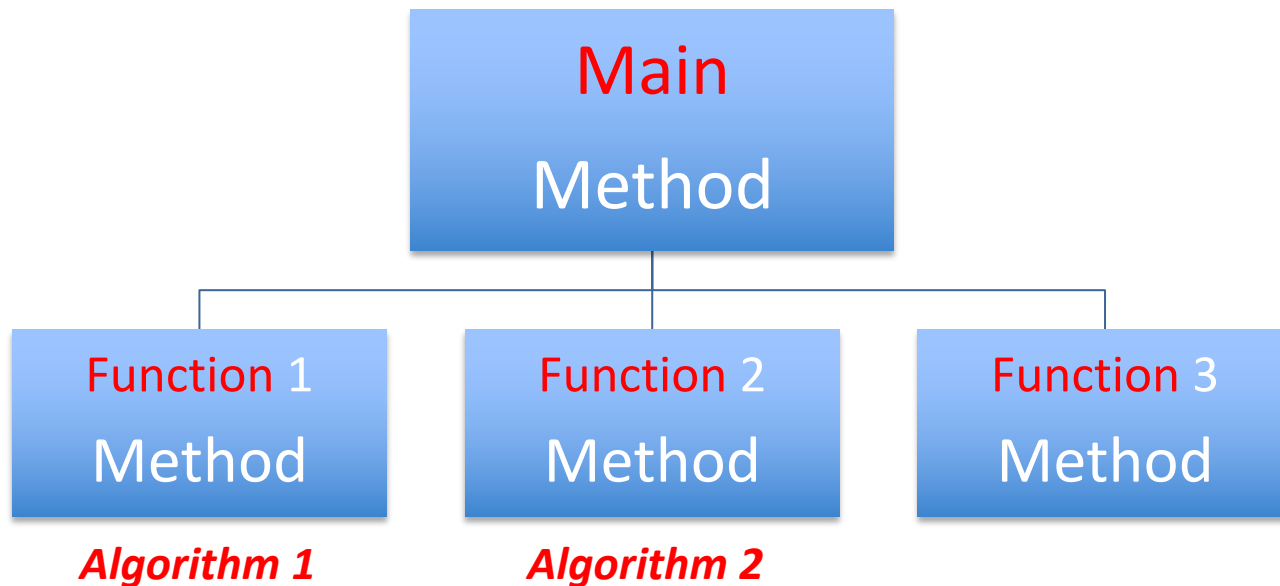 Main
Method
Function 1
Method
Function 2
Method
Function 3
Method
Algorithm 1
Algorithm 2